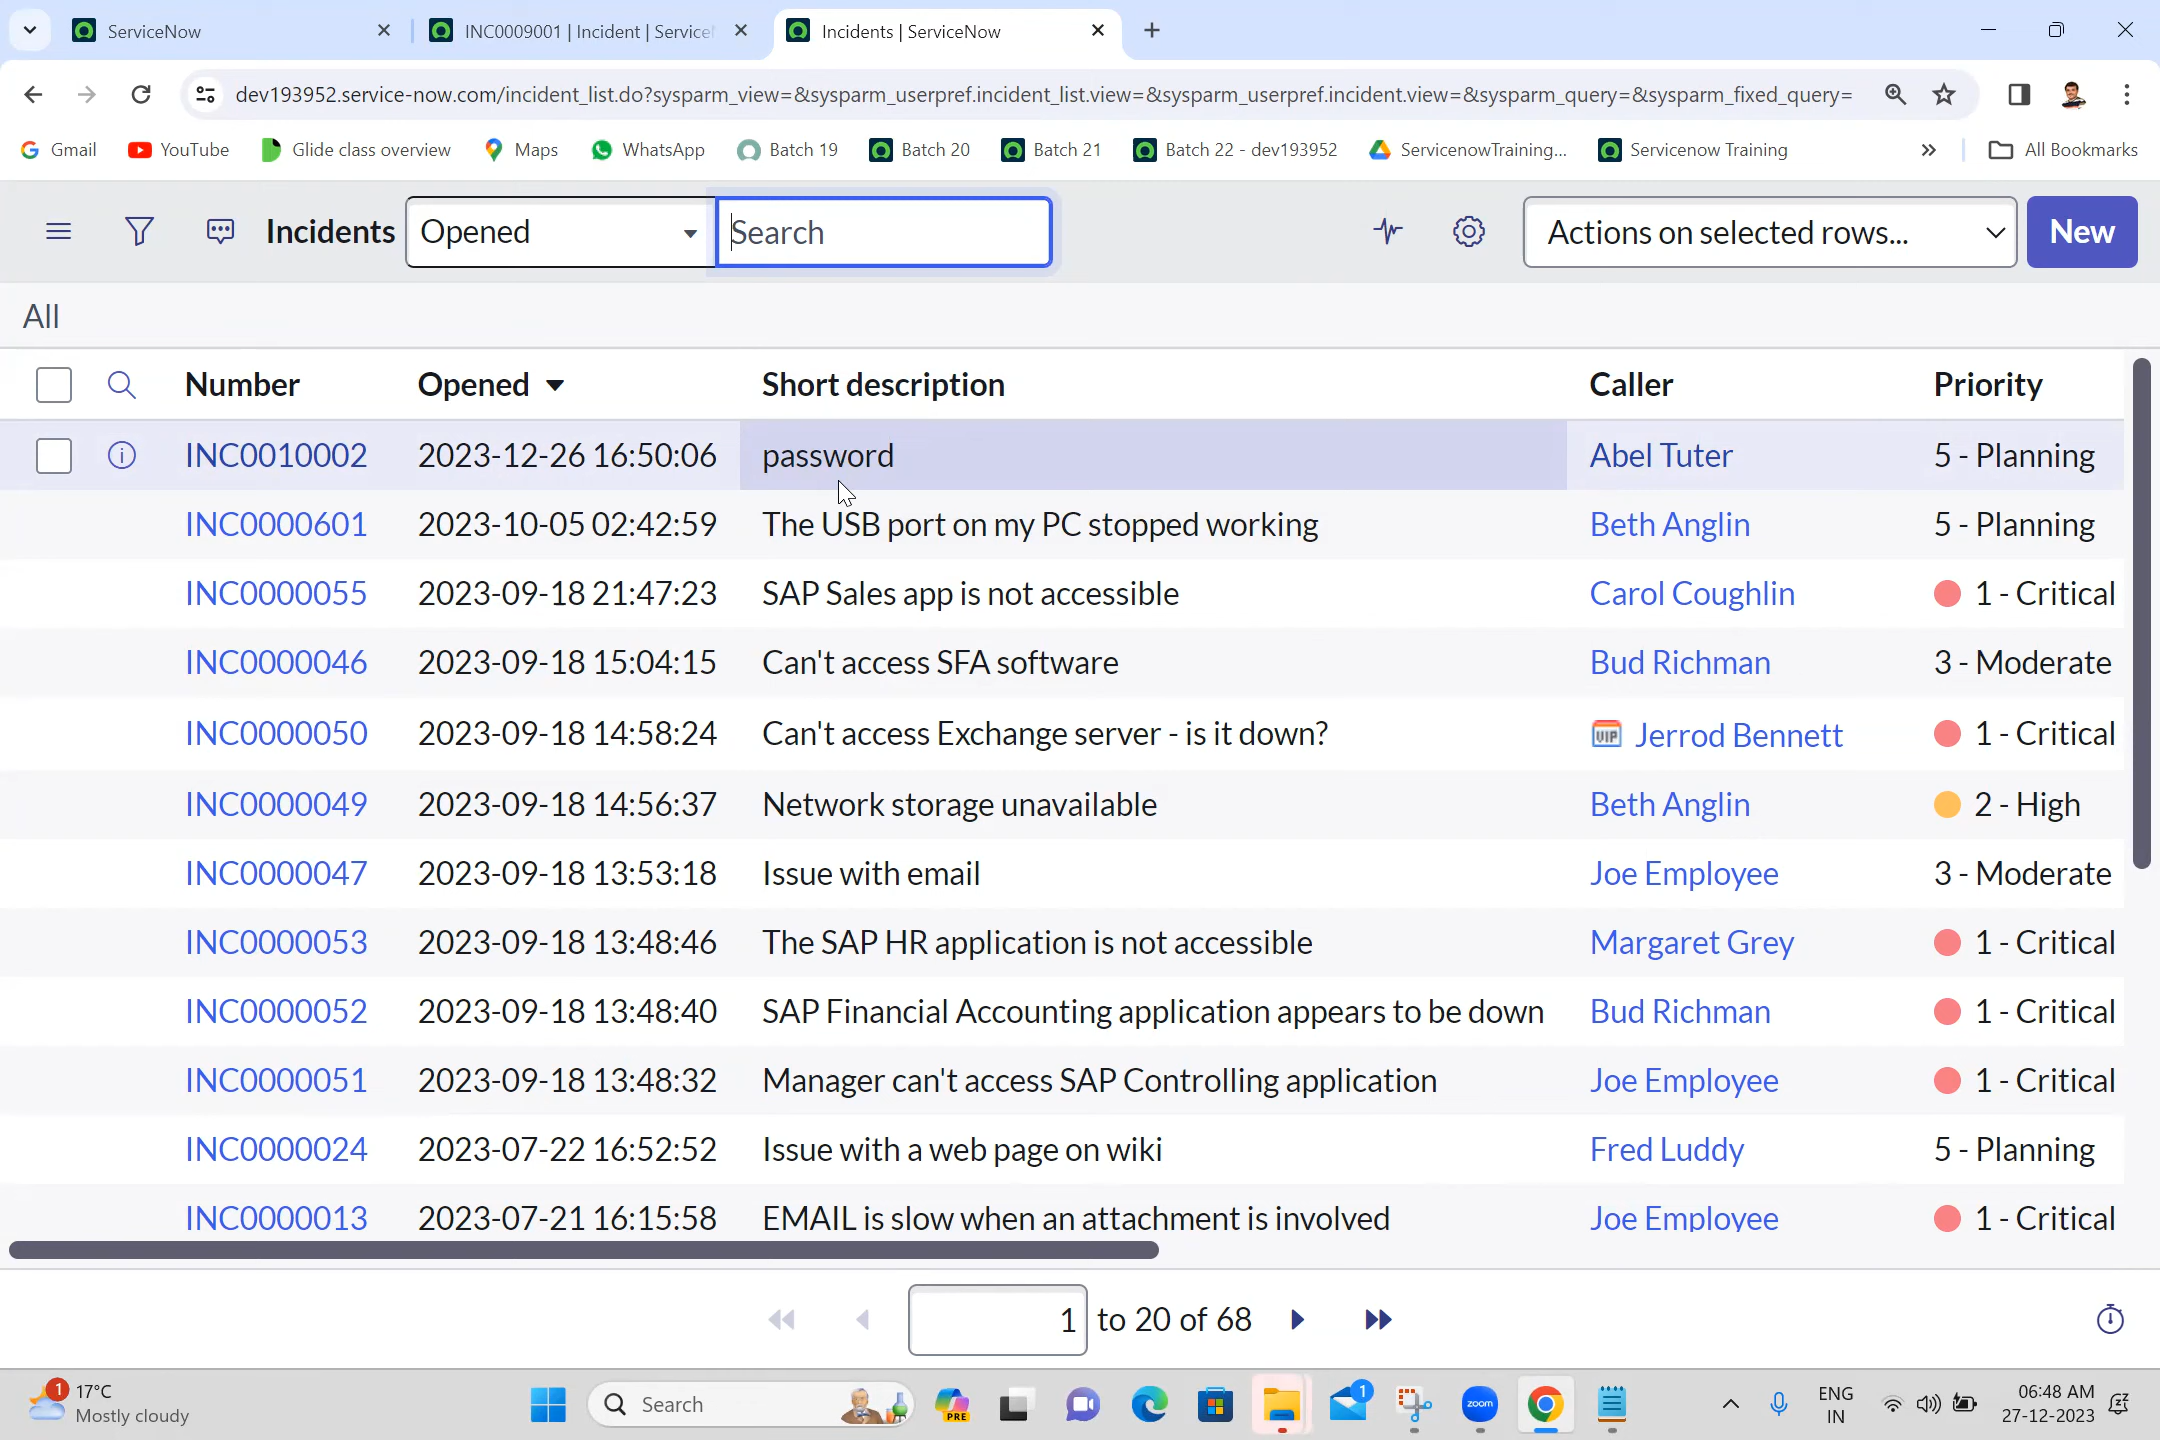 ServiceNow
INC0009001 | Incident | Service
Incidents | ServiceNow
dev193952.service-now.com/incident_list.do?sysparm_view=&sysparm_userpref.incident_list.view=&sysparm_userpref.incident.view=&sysparm_query=&sysparm_fixed_query=
Gmail YouTube Glide class overview Maps WhatsApp Batch 19 Batch 20 Batch 21 Batch 22 - dev193952 ServicenowTraining... Servicenow Training » All Bookmarks
Incidents Opened Search Actions on selected rows... New
All
Number Opened Short description Caller Priority
INC0010002 2023-12-26 16:50:06 password Abel Tuter 5 - Planning
INC0000601 2023-10-05 02:42:59 The USB port on my PC stopped working Beth Anglin 5 - Planning
INC0000055 2023-09-18 21:47:23 SAP Sales app is not accessible Carol Coughlin 1 - Critical
INC0000046 2023-09-18 15:04:15 Can't access SFA software Bud Richman 3 - Moderate
INC0000050 2023-09-18 14:58:24 Can't access Exchange server - is it down? VIP Jerrod Bennett 1 - Critical
INC0000049 2023-09-18 14:56:37 Network storage unavailable Beth Anglin 2 - High
INC0000047 2023-09-18 13:53:18 Issue with email Joe Employee 3 - Moderate
INC0000053 2023-09-18 13:48:46 The SAP HR application is not accessible Margaret Grey 1 - Critical
INC0000052 2023-09-18 13:48:40 SAP Financial Accounting application appears to be down Bud Richman 1 - Critical
INC0000051 2023-09-18 13:48:32 Manager can't access SAP Controlling application Joe Employee 1 - Critical
INC0000024 2023-07-22 16:52:52 Issue with a web page on wiki Fred Luddy 5 - Planning
INC0000013 2023-07-21 16:15:58 EMAIL is slow when an attachment is involved Joe Employee 1 - Critical
1 to 20 of 68
1 17°C
Mostly cloudy
Search
PRE
1
zoom
ENG
IN
06:48 AM
27-12-2023